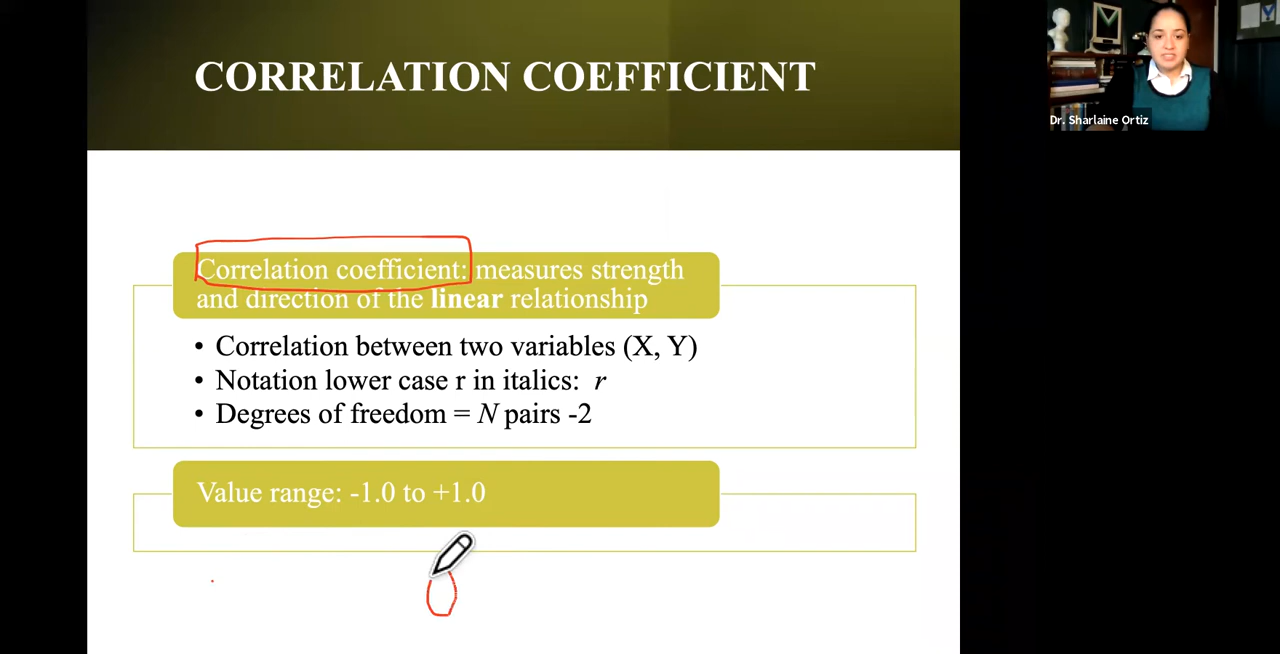 CORRELATION COEFFICIENT
Dr. Sharlaine Ortiz
Correlation coefficient: measures strength
and direction of the linear relationship
• Correlation between two variables (X, Y)
• Notation lower case r in italics: r
• Degrees of freedom = N pairs -2
Value range: -1.0 to +1.0
0